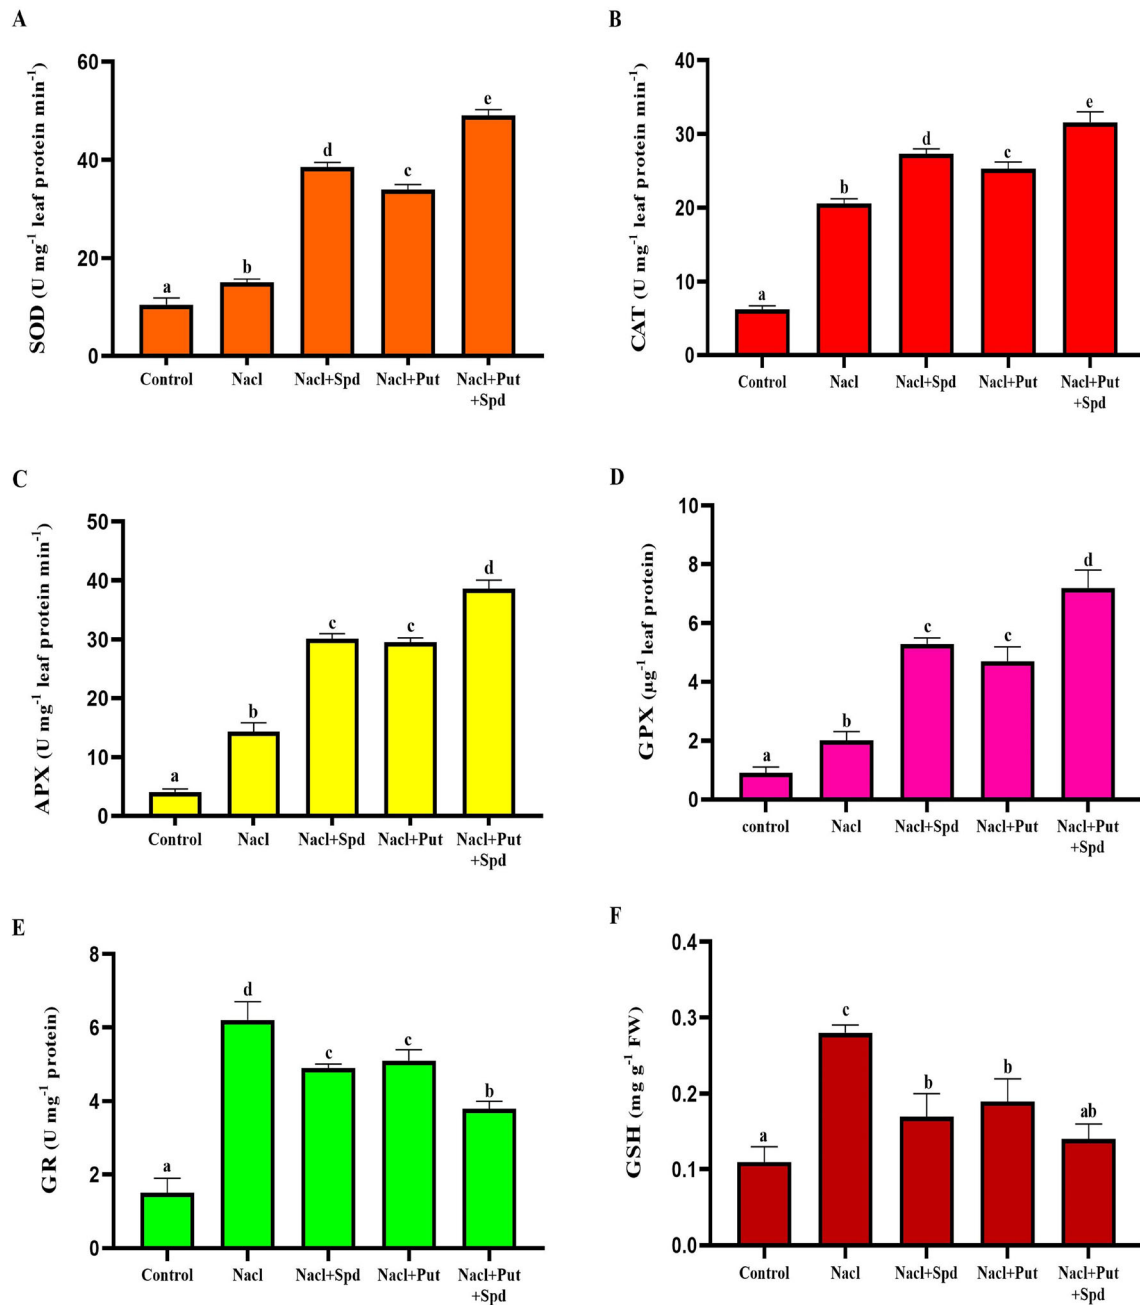 A
SOD (U mg⁻¹ leaf protein min⁻¹)
60
40
20
0
a
b
d
c
e
Control
Nacl
Nacl+Spd
Nacl+Put
Nacl+Put
+Spd
B
CAT (U mg⁻¹ leaf protein min⁻¹)
40
30
20
10
0
a
b
d
c
e
Control
Nacl
Nacl+Spd
Nacl+Put
Nacl+Put
+Spd
C
APX (U mg⁻¹ leaf protein min⁻¹)
50
40
30
20
10
0
a
b
c
c
d
Control
Nacl
Nacl+Spd
Nacl+Put
Nacl+Put
+Spd
D
GPX (µg⁻¹ leaf protein)
10
8
6
4
2
0
a
b
c
c
d
control
Nacl
Nacl+Spd
Nacl+Put
Nacl+Put
+Spd
E
GR (U mg⁻¹ protein)
8
6
4
2
0
a
d
c
c
b
Control
Nacl
Nacl+Spd
Nacl+Put
Nacl+Put
+Spd
F
GSH (mg g⁻¹ FW)
0.4
0.3
0.2
0.1
0.0
a
c
b
b
ab
Control
Nacl
Nacl+Spd
Nacl+Put
Nacl+Put
+Spd